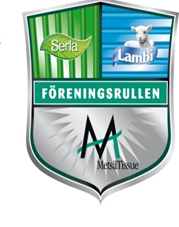 Serla
Lambi
FÖRENINGSRULLEN
M
MetsäTissue